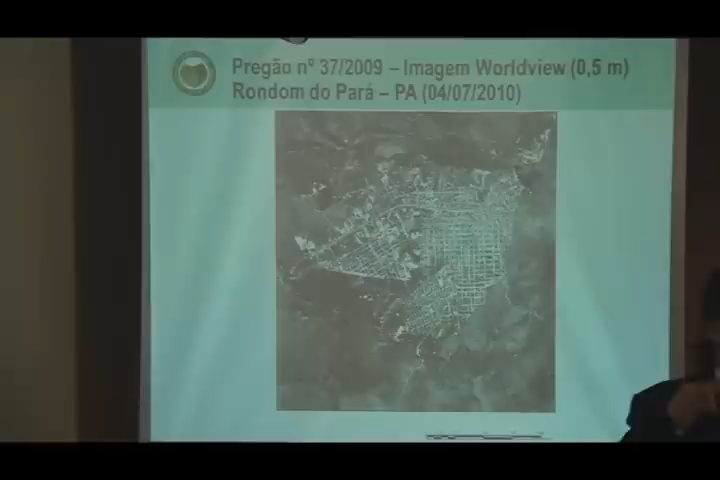 Pregão nº 37/2009 – Imagem Worldview (0,5 m)
Rondom do Pará – PA (04/07/2010)